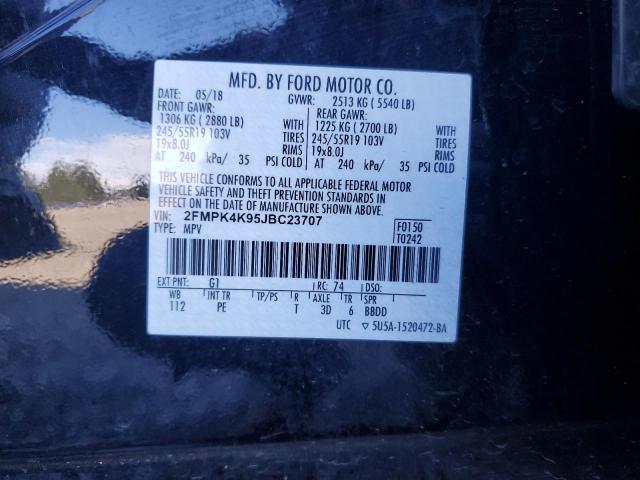 MFD. BY FORD MOTOR CO.
DATE: 05/18 GVWR: 2513 KG ( 5540 LB)
FRONT GAWR: REAR GAWR:
1306 KG ( 2880 LB) 1225 KG ( 2700 LB)
245/55R19 103V TIRES 245/55R19 103V TIRES
19x8.0J RIMS 19x8.0J RIMS
AT 240 kPa/ 35 PSI COLD AT 240 kPa/ 35 PSI COLD
THIS VEHICLE CONFORMS TO ALL APPLICABLE FEDERAL MOTOR
VEHICLE SAFETY AND THEFT PREVENTION STANDARDS IN
EFFECT ON THE DATE OF MANUFACTURE SHOWN ABOVE.
VIN: 2FMPK4K95JBC23707 F0150
TYPE: MPV T0242
EXT PNT: G1 RC: 74 DSO:
WB INT TR TP/PS R AXLE TR SPR
112 PE T 3D 6 BBDD
UTC ▽5U5A-1520472-BA